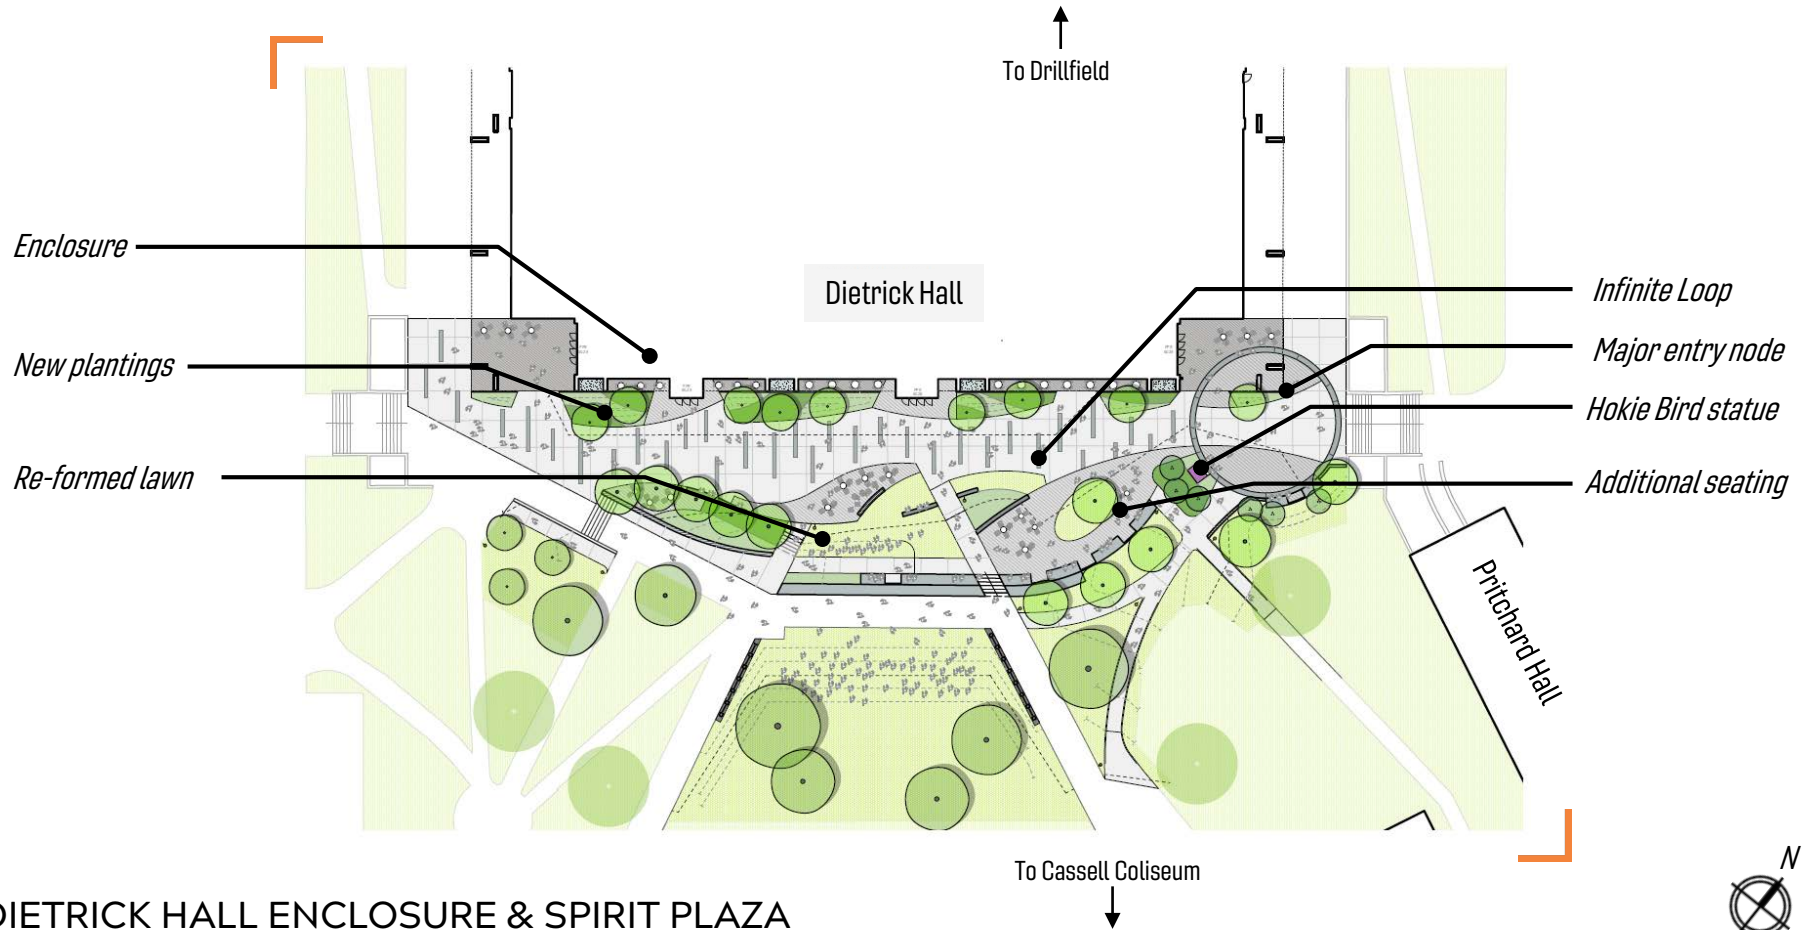 To Drillfield
Enclosure
Dietrick Hall
Infinite Loop
New plantings
Major entry node
Hokie Bird statue
Re-formed lawn
Additional seating
Pritchard Hall
To Cassell Coliseum
N
DIETRICK HALL ENCLOSURE & SPIRIT PLAZA